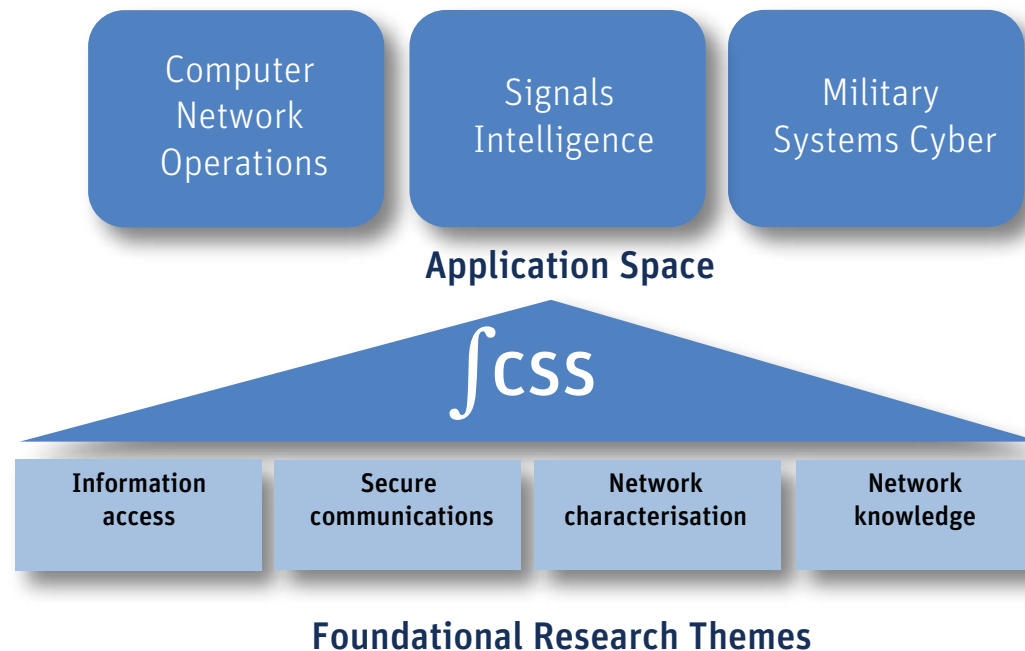 Computer
Network
Operations
Signals
Intelligence
Military
Systems Cyber
Application Space
∫CSS
Information
access
Secure
communications
Network
characterisation
Network
knowledge
Foundational Research Themes